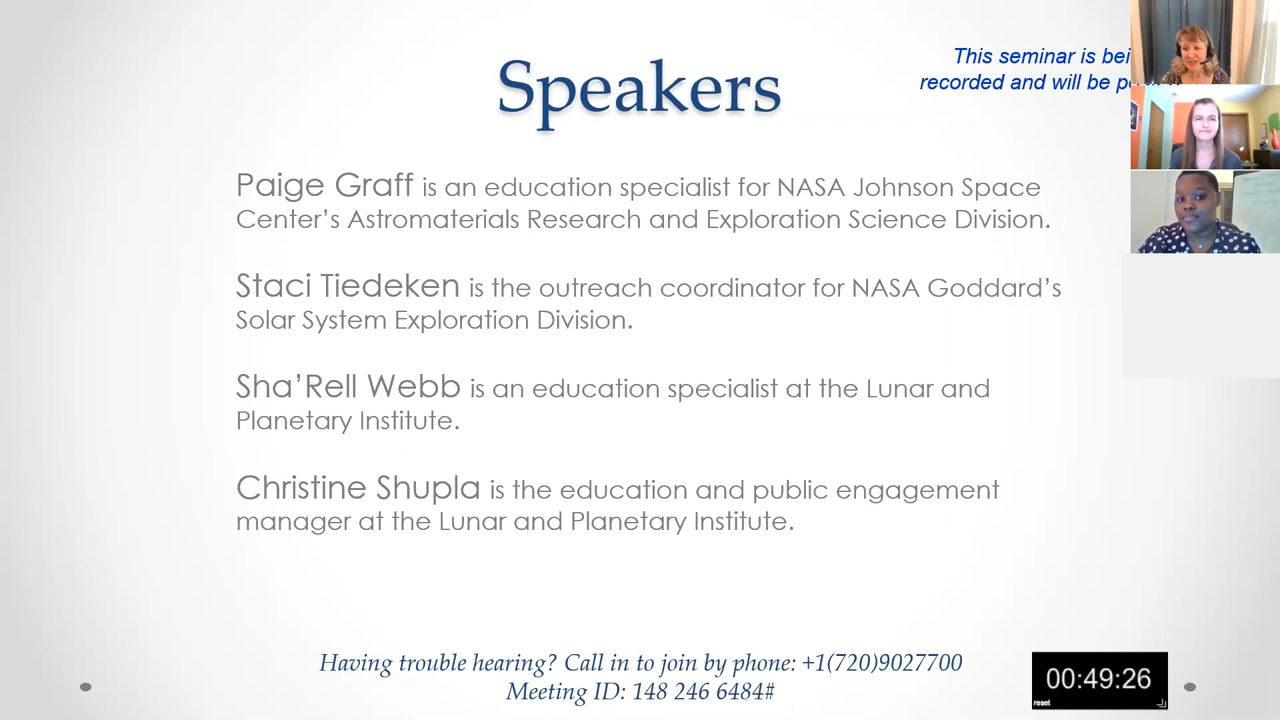 Speakers
This seminar is bei
recorded and will be p
Paige Graff is an education specialist for NASA Johnson Space
Center’s Astromaterials Research and Exploration Science Division.
Staci Tiedeken is the outreach coordinator for NASA Goddard’s
Solar System Exploration Division.
Sha’Rell Webb is an education specialist at the Lunar and
Planetary Institute.
Christine Shupla is the education and public engagement
manager at the Lunar and Planetary Institute.
Having trouble hearing? Call in to join by phone: +1(720)9027700
Meeting ID: 148 246 6484#
00:49:26
reset